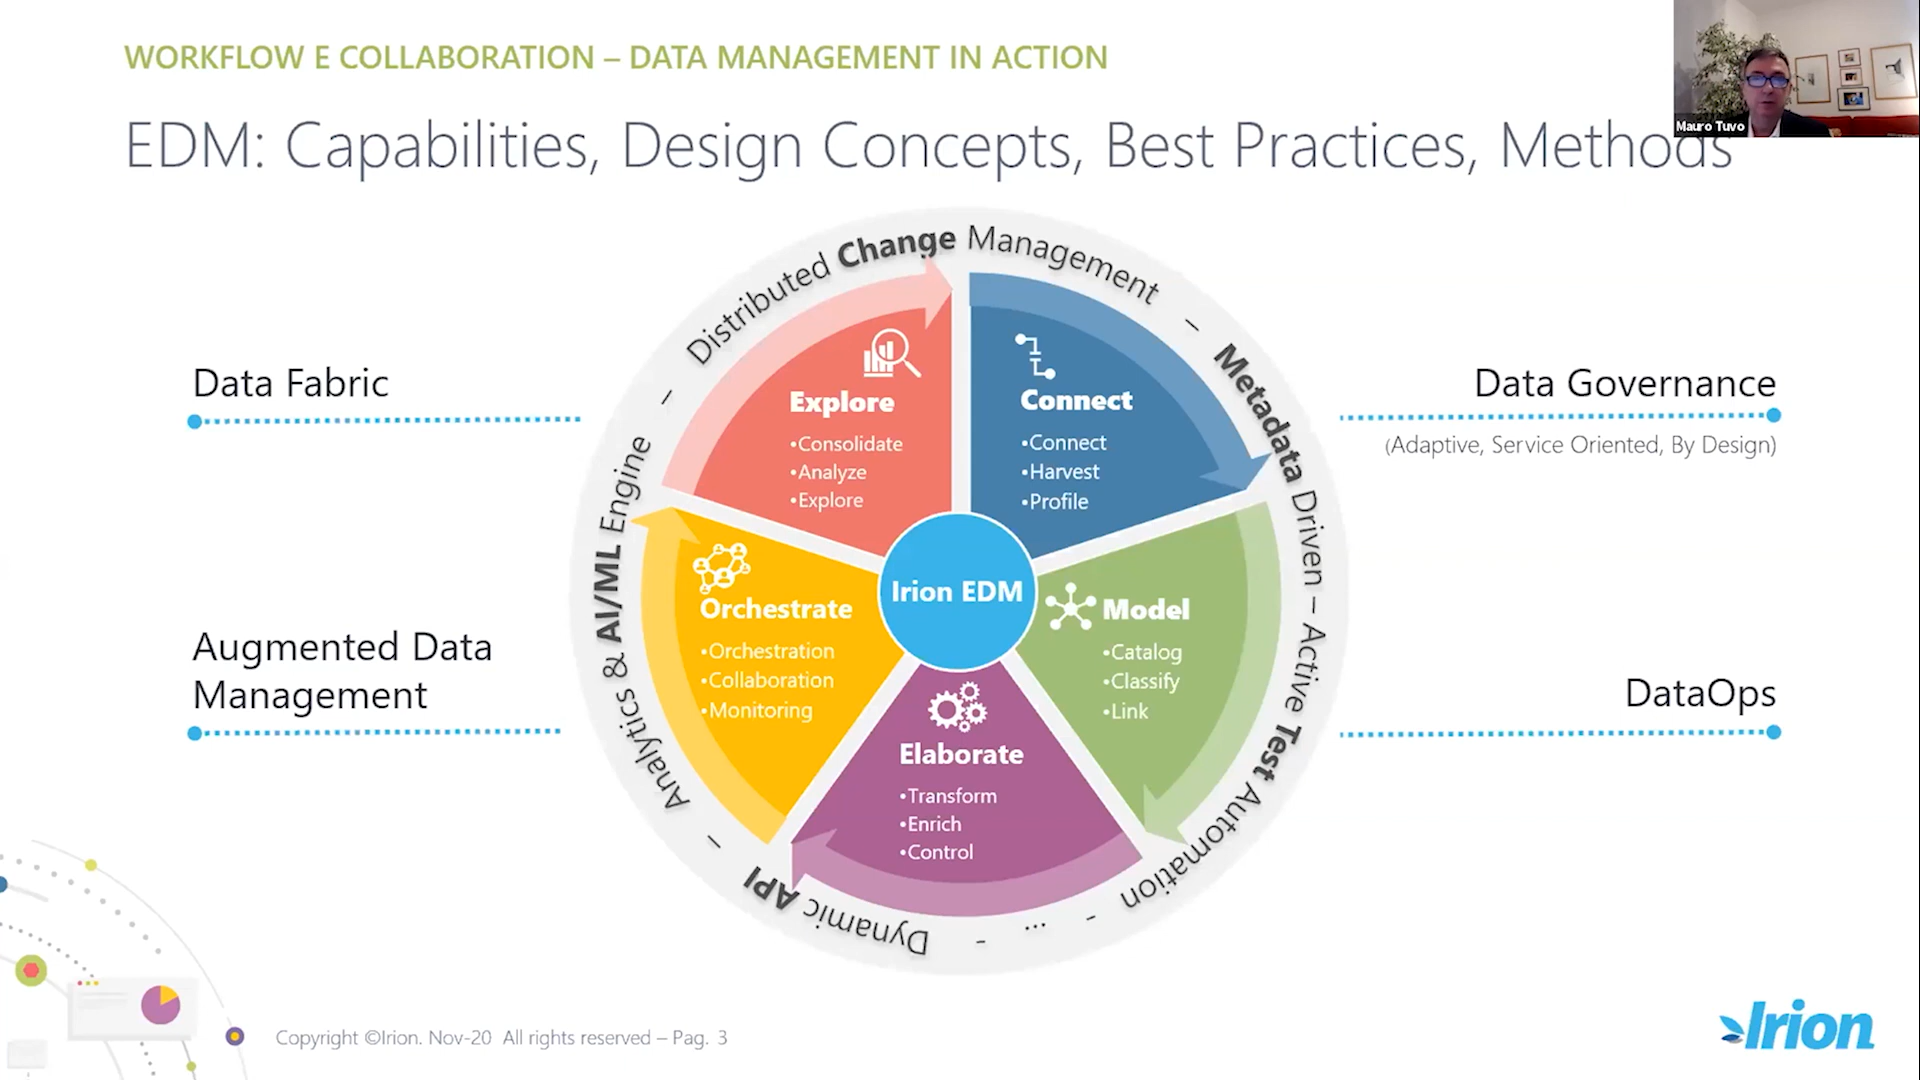 WORKFLOW E COLLABORATION – DATA MANAGEMENT IN ACTION
Mauro Tuvo
EDM: Capabilities, Design Concepts, Best Practices, Methods
Distributed Change Management – Metadata Driven – Active Test Automation - ... - Dynamic API – Analytics & AI/ML Engine –
Data Fabric
Augmented Data
Management
Explore
•Consolidate
•Analyze
•Explore
Connect
•Connect
•Harvest
•Profile
Orchestrate
•Orchestration
•Collaboration
•Monitoring
Irion EDM
Model
•Catalog
•Classify
•Link
Elaborate
•Transform
•Enrich
•Control
Data Governance
(Adaptive, Service Oriented, By Design)
DataOps
Copyright ©Irion. Nov-20 All rights reserved – Pag. 3
Irion